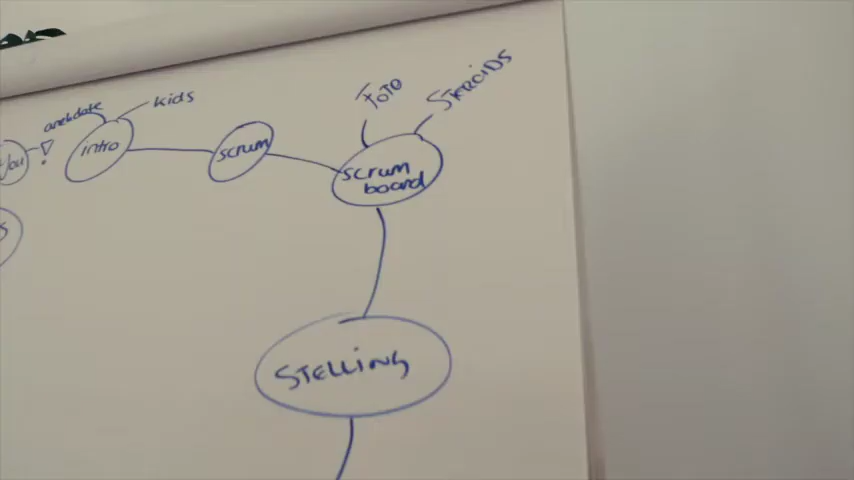 FOTO
STEROIDS
kids
anekdote
intro
scrum
scrum
board
STELLING